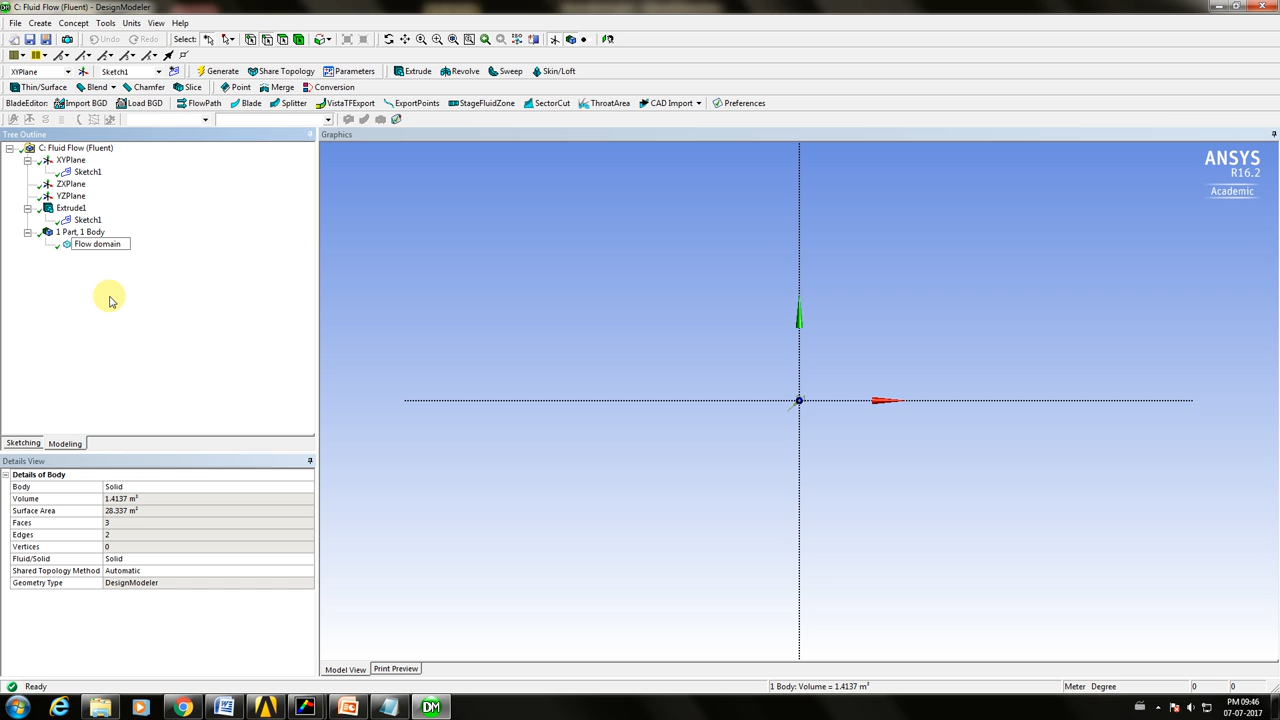 C: Fluid Flow (Fluent) - DesignModeler
File Create Concept Tools Units View Help
Undo Redo Select:
XYPlane Sketch1 Generate Share Topology Parameters Extrude Revolve Sweep Skin/Loft
Thin/Surface Blend Chamfer Slice Point Merge Conversion
BladeEditor: Import BGD Load BGD FlowPath Blade Splitter VistaTFExport ExportPoints StageFluidZone SectorCut ThroatArea CAD Import Preferences
Tree Outline
Graphics
C: Fluid Flow (Fluent)
XYPlane
Sketch1
ZXPlane
YZPlane
Extrude1
Sketch1
1 Part, 1 Body
Flow domain
ANSYS
R16.2
Academic
Sketching Modeling
Details View
Details of Body
Body Solid
Volume 1.4137 m³
Surface Area 28.337 m²
Faces 3
Edges 2
Vertices 0
Fluid/Solid Solid
Shared Topology Method Automatic
Geometry Type DesignModeler
Model View Print Preview
Ready
1 Body: Volume = 1.4137 m³
Meter Degree 0 0
DM
PM 09:46
07-07-2017